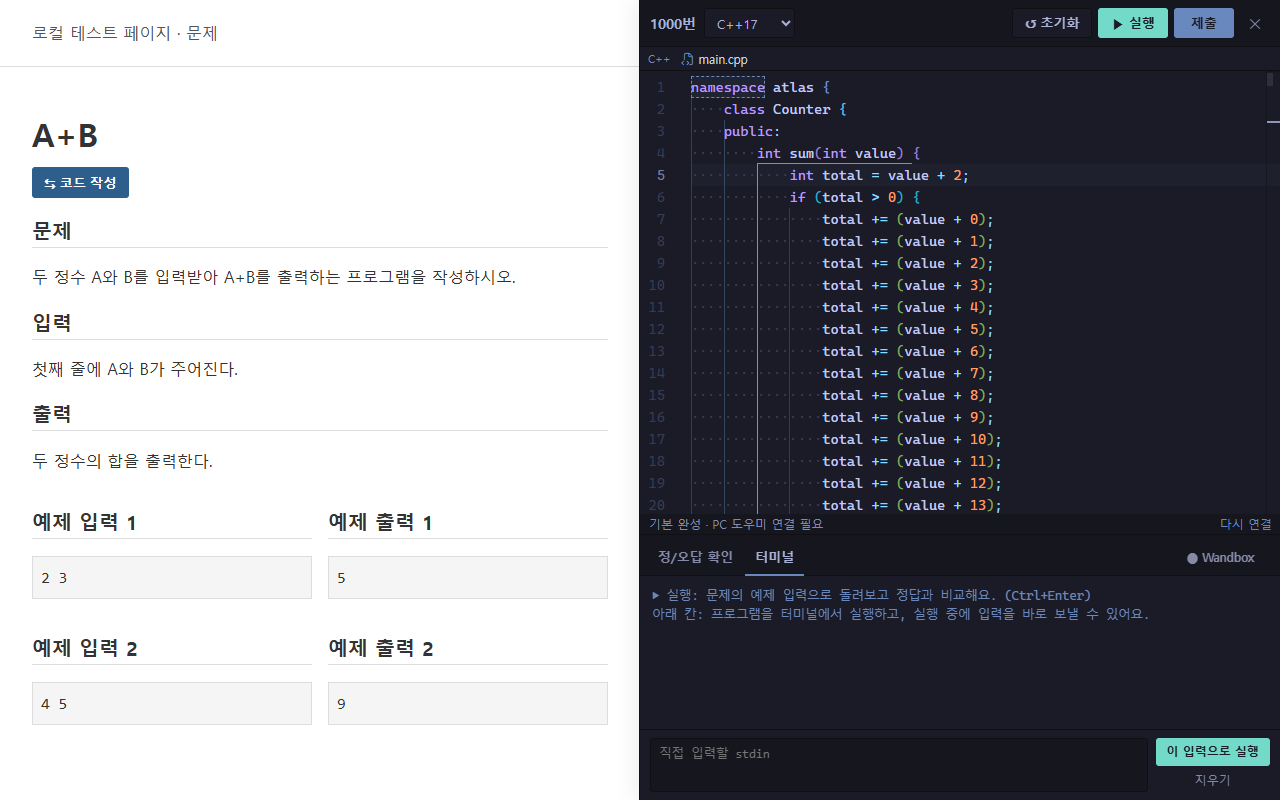 로컬 테스트 페이지 · 문제
A+B
⇆ 코드 작성
문제
두 정수 A와 B를 입력받아 A+B를 출력하는 프로그램을 작성하시오.
입력
첫째 줄에 A와 B가 주어진다.
출력
두 정수의 합을 출력한다.
예제 입력 1
예제 출력 1
2 3
5
예제 입력 2
예제 출력 2
4 5
9
1000번 C++17 ↺ 초기화 ▶ 실행 제출 ×
C++ main.cpp
1 namespace atlas {
2 ····class Counter {
3 ····public:
4 ········int sum(int value) {
5 ············int total = value + 2;
6 ············if (total > 0) {
7 ················total += (value + 0);
8 ················total += (value + 1);
9 ················total += (value + 2);
10 ················total += (value + 3);
11 ················total += (value + 4);
12 ················total += (value + 5);
13 ················total += (value + 6);
14 ················total += (value + 7);
15 ················total += (value + 8);
16 ················total += (value + 9);
17 ················total += (value + 10);
18 ················total += (value + 11);
19 ················total += (value + 12);
20 ················total += (value + 13);
기본 완성 · PC 도우미 연결 필요 다시 연결
정/오답 확인 터미널 ● Wandbox
▶ 실행: 문제의 예제 입력으로 돌려보고 정답과 비교해요. (Ctrl+Enter)
아래 칸: 프로그램을 터미널에서 실행하고, 실행 중에 입력을 바로 보낼 수 있어요.
직접 입력할 stdin
이 입력으로 실행
지우기